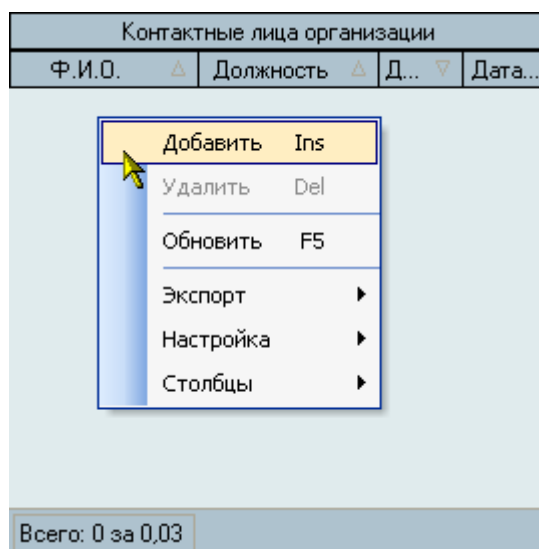 Контактные лица организации
Ф.И.О. Должность Д... Дата...
Добавить Ins
Удалить Del
Обновить F5
Экспорт
Настройка
Столбцы
Всего: 0 за 0,03